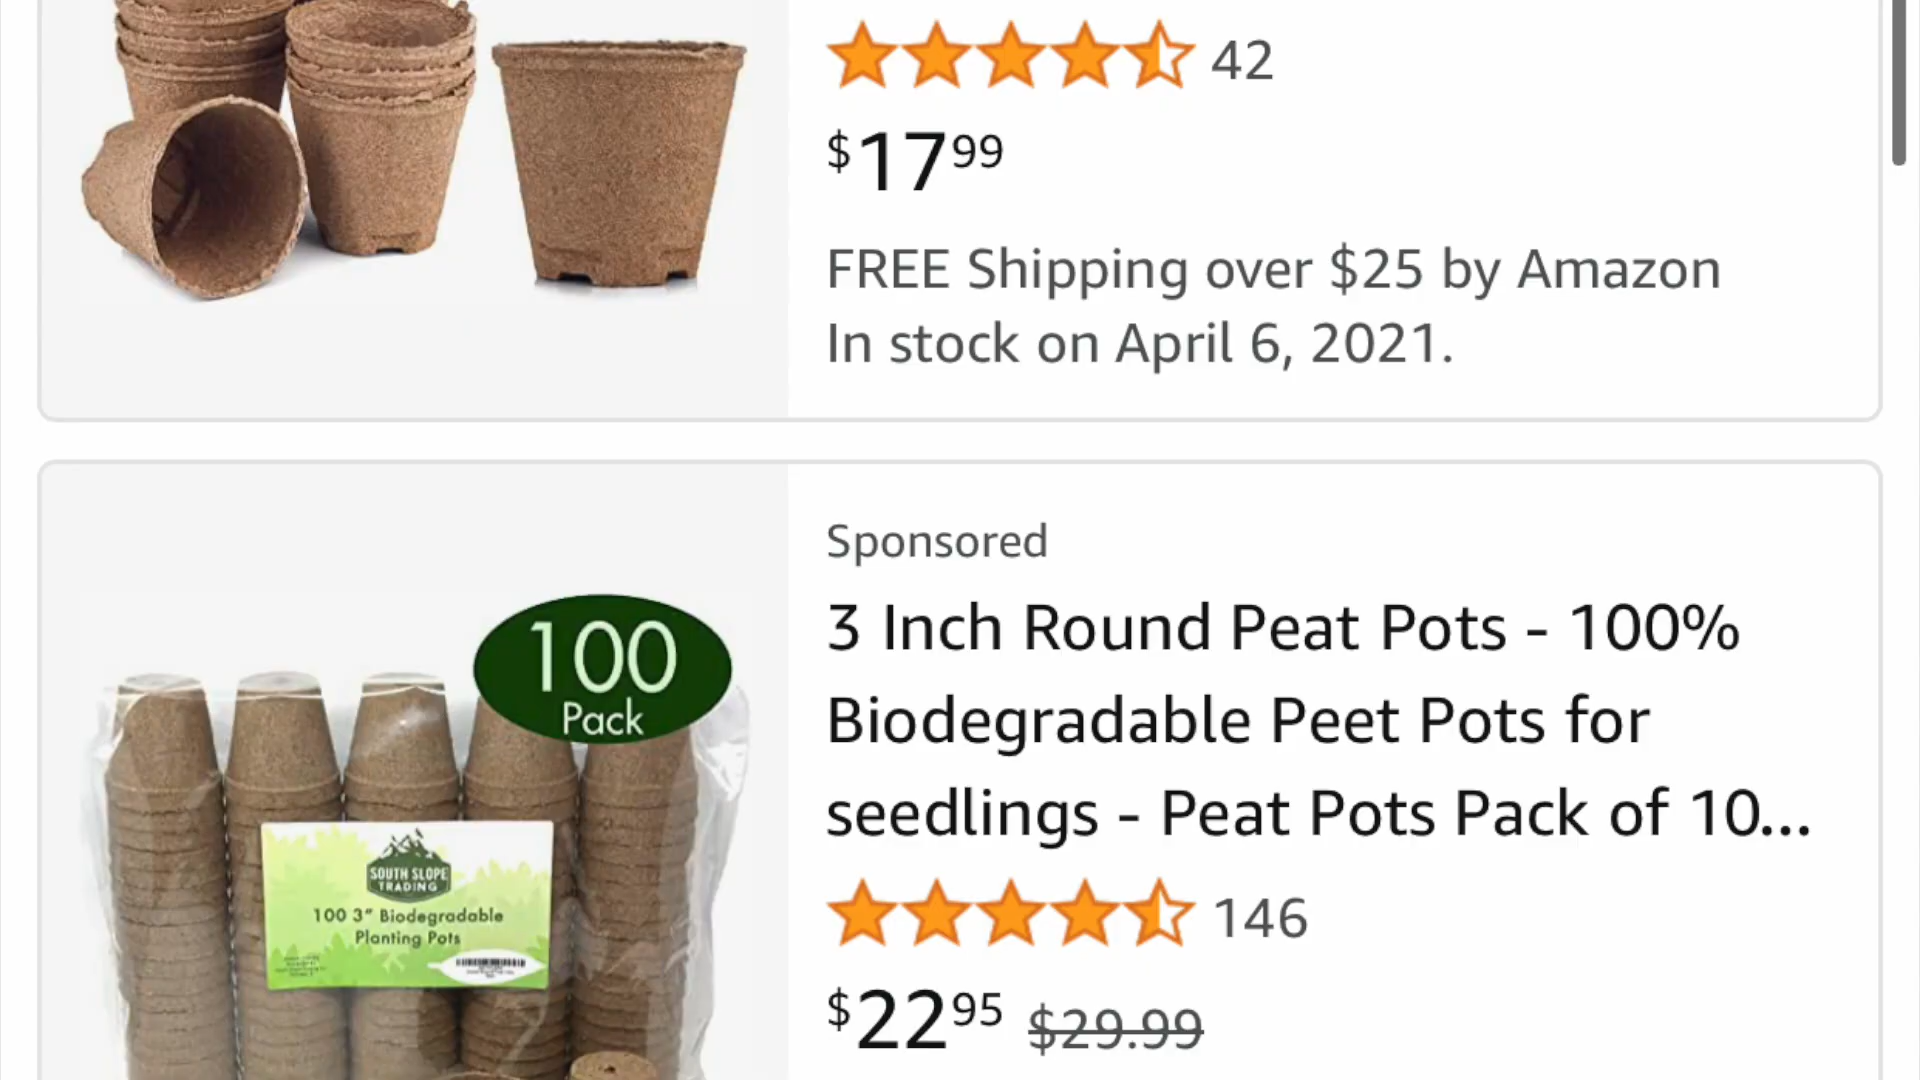 42
$17 99
FREE Shipping over $25 by Amazon
In stock on April 6, 2021.
Sponsored
100
Pack
3 Inch Round Peat Pots - 100%
Biodegradable Peet Pots for
seedlings - Peat Pots Pack of 10...
SOUTH SLOPE
TRADING
100 3" Biodegradable
Planting Pots
146
$22 95 $29.99